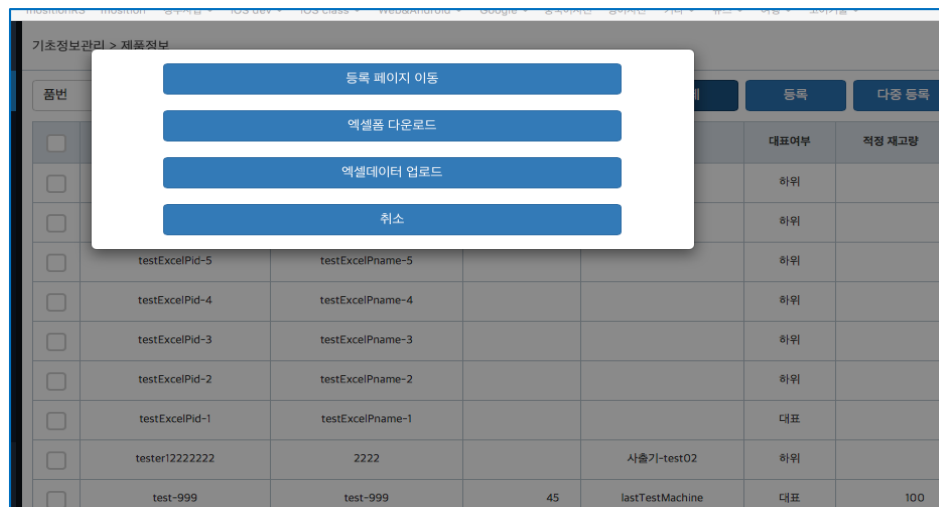 기초정보관리 > 제품정보
등록 페이지 이동
엑셀폼 다운로드
엑셀데이터 업로드
취소
품번
등록
다중 등록
대표여부
적정 재고량
하위
하위
testExcelPid-5
testExcelPname-5
하위
testExcelPid-4
testExcelPname-4
하위
testExcelPid-3
testExcelPname-3
하위
testExcelPid-2
testExcelPname-2
하위
testExcelPid-1
testExcelPname-1
대표
tester12222222
2222
사출기-test02
하위
test-999
test-999
45
lastTestMachine
대표
100